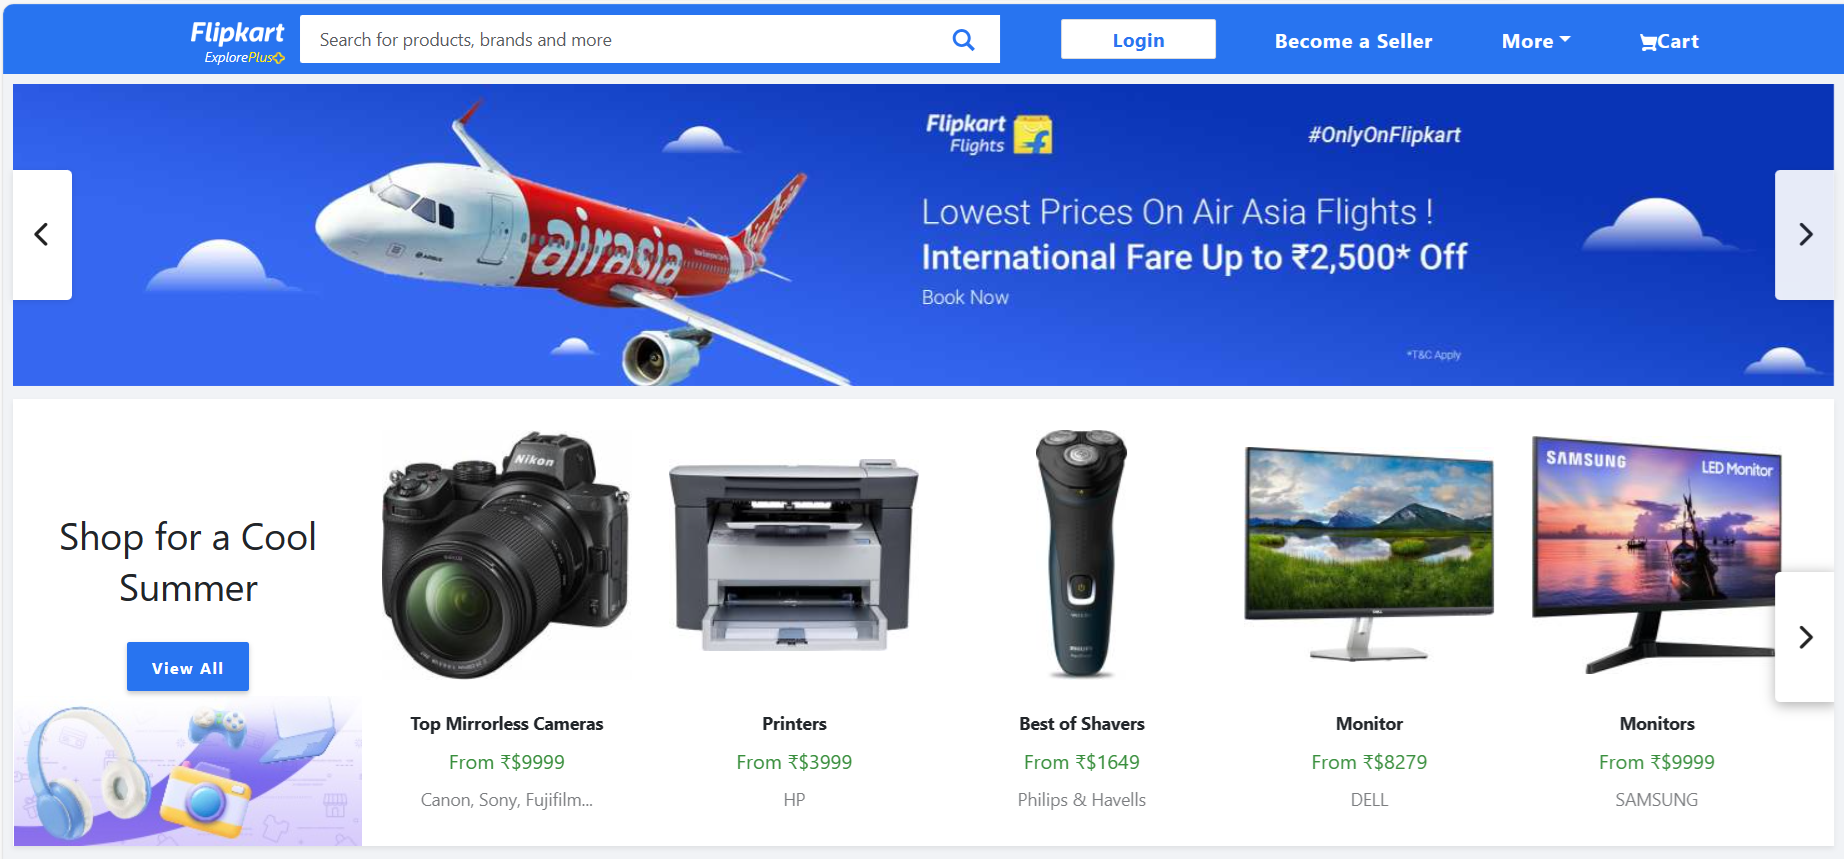 Flipkart
ExplorePlus
Search for products, brands and more
Login
Become a Seller
More
Cart
Flipkart
Flights
#OnlyOnFlipkart
airasia
Lowest Prices On Air Asia Flights !
International Fare Up to ₹2,500* Off
Book Now
*T&C Apply
Shop for a Cool
Summer
View All
Nikon
Top Mirrorless Cameras
From ₹$9999
Canon, Sony, Fujifilm...
Printers
From ₹$3999
HP
PHILIPS
Best of Shavers
From ₹$1649
Philips & Havells
DELL
Monitor
From ₹$8279
DELL
SAMSUNG
LED Monitor
Monitors
From ₹$9999
SAMSUNG